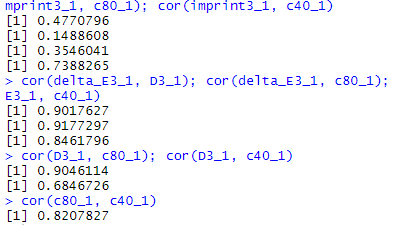 mprint3_1, c80_1); cor(imprint3_1, c40_1)
[1] 0.4770796
[1] 0.1488608
[1] 0.3546041
[1] 0.7388265
> cor(delta_E3_1, D3_1); cor(delta_E3_1, c80_1);
E3_1, c40_1)
[1] 0.9017627
[1] 0.9177297
[1] 0.8461796
> cor(D3_1, c80_1); cor(D3_1, c40_1)
[1] 0.9046114
[1] 0.6846726
> cor(c80_1, c40_1)
[1] 0.8207827